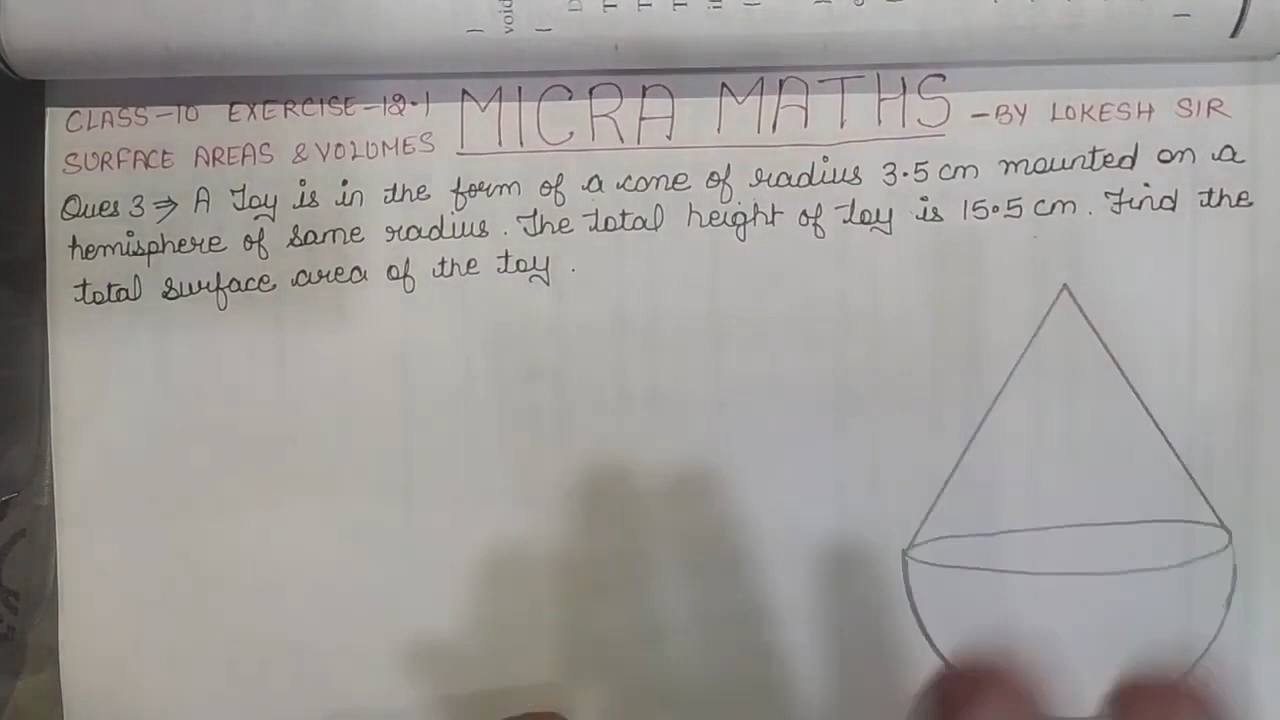 CLASS-10 EXERCISE-12.1 MICRA MATHS -BY LOKESH SIR
SURFACE AREAS & VOLUMES
Ques 3⇒ A Toy is in the form of a cone of radius 3.5 cm mounted on a
hemisphere of same radius. The total height of toy is 15.5 cm. Find the
total surface area of the toy.